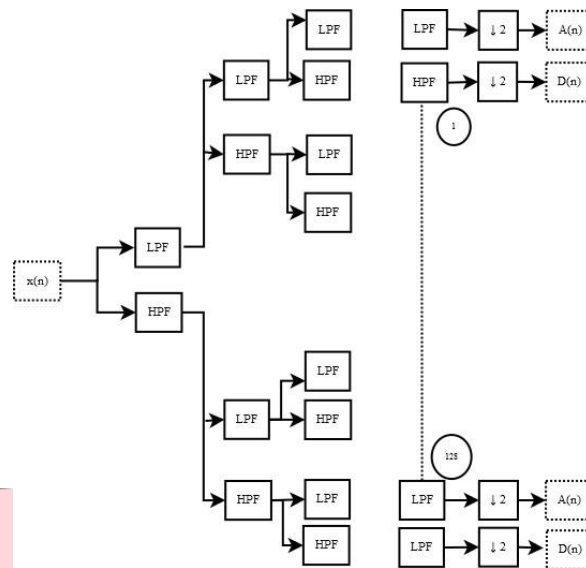 LPF
LPF ↓ 2 A(n)
LPF HPF
HPF ↓ 2 D(n)
1
HPF LPF
HPF
LPF
x(n)
HPF
LPF
LPF HPF
128
HPF LPF
LPF ↓ 2 A(n)
HPF
LPF ↓ 2 D(n)